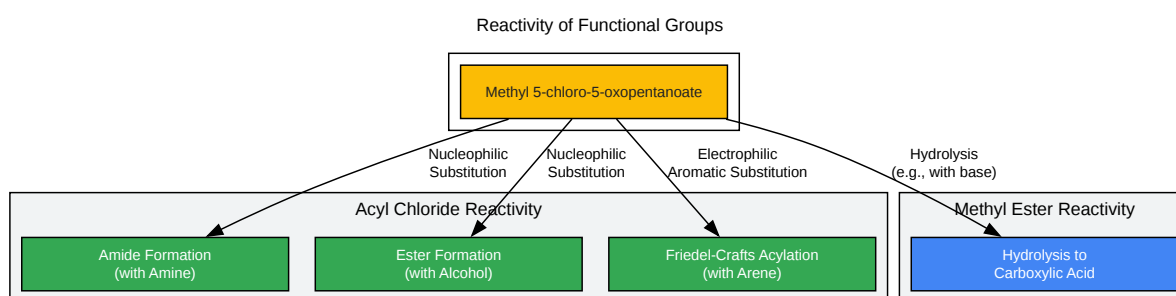 Reactivity of Functional Groups
Methyl 5-chloro-5-oxopentanoate
Nucleophilic
Substitution
Nucleophilic
Substitution
Electrophilic
Aromatic Substitution
Hydrolysis
(e.g., with base)
Acyl Chloride Reactivity
Methyl Ester Reactivity
Amide Formation
(with Amine)
Ester Formation
(with Alcohol)
Friedel-Crafts Acylation
(with Arene)
Hydrolysis to
Carboxylic Acid